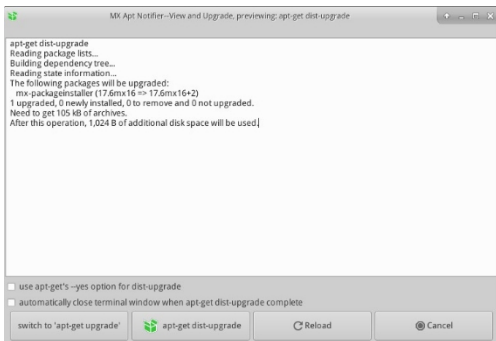 MX Apt Notifier--View and Upgrade, previewing: apt-get dist-upgrade
apt-get dist-upgrade
Reading package lists...
Building dependency tree...
Reading state information...
The following packages will be upgraded:
mx-packageinstaller (17.6mx16 => 17.6mx16+2)
1 upgraded, 0 newly installed, 0 to remove and 0 not upgraded.
Need to get 105 kB of archives.
After this operation, 1,024 B of additional disk space will be used.
use apt-get's --yes option for dist-upgrade
automatically close terminal window when apt-get dist-upgrade complete
switch to 'apt-get upgrade'
apt-get dist-upgrade
Reload
Cancel